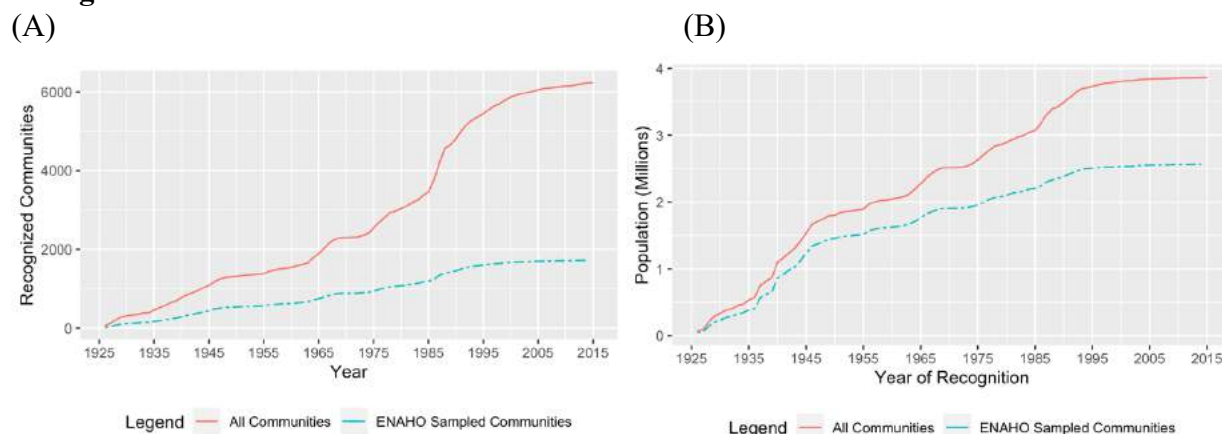 (A)
(B)
6000
4000
2000
0
Recognized Communities
1925 1935 1945 1955 1965 1975 1985 1995 2005 2015
Year
Legend All Communities ENAHO Sampled Communities
4
3
2
1
0
Population (Millions)
1925 1935 1945 1955 1965 1975 1985 1995 2005 2015
Year of Recognition
Legend All Communities ENAHO Sampled Communities